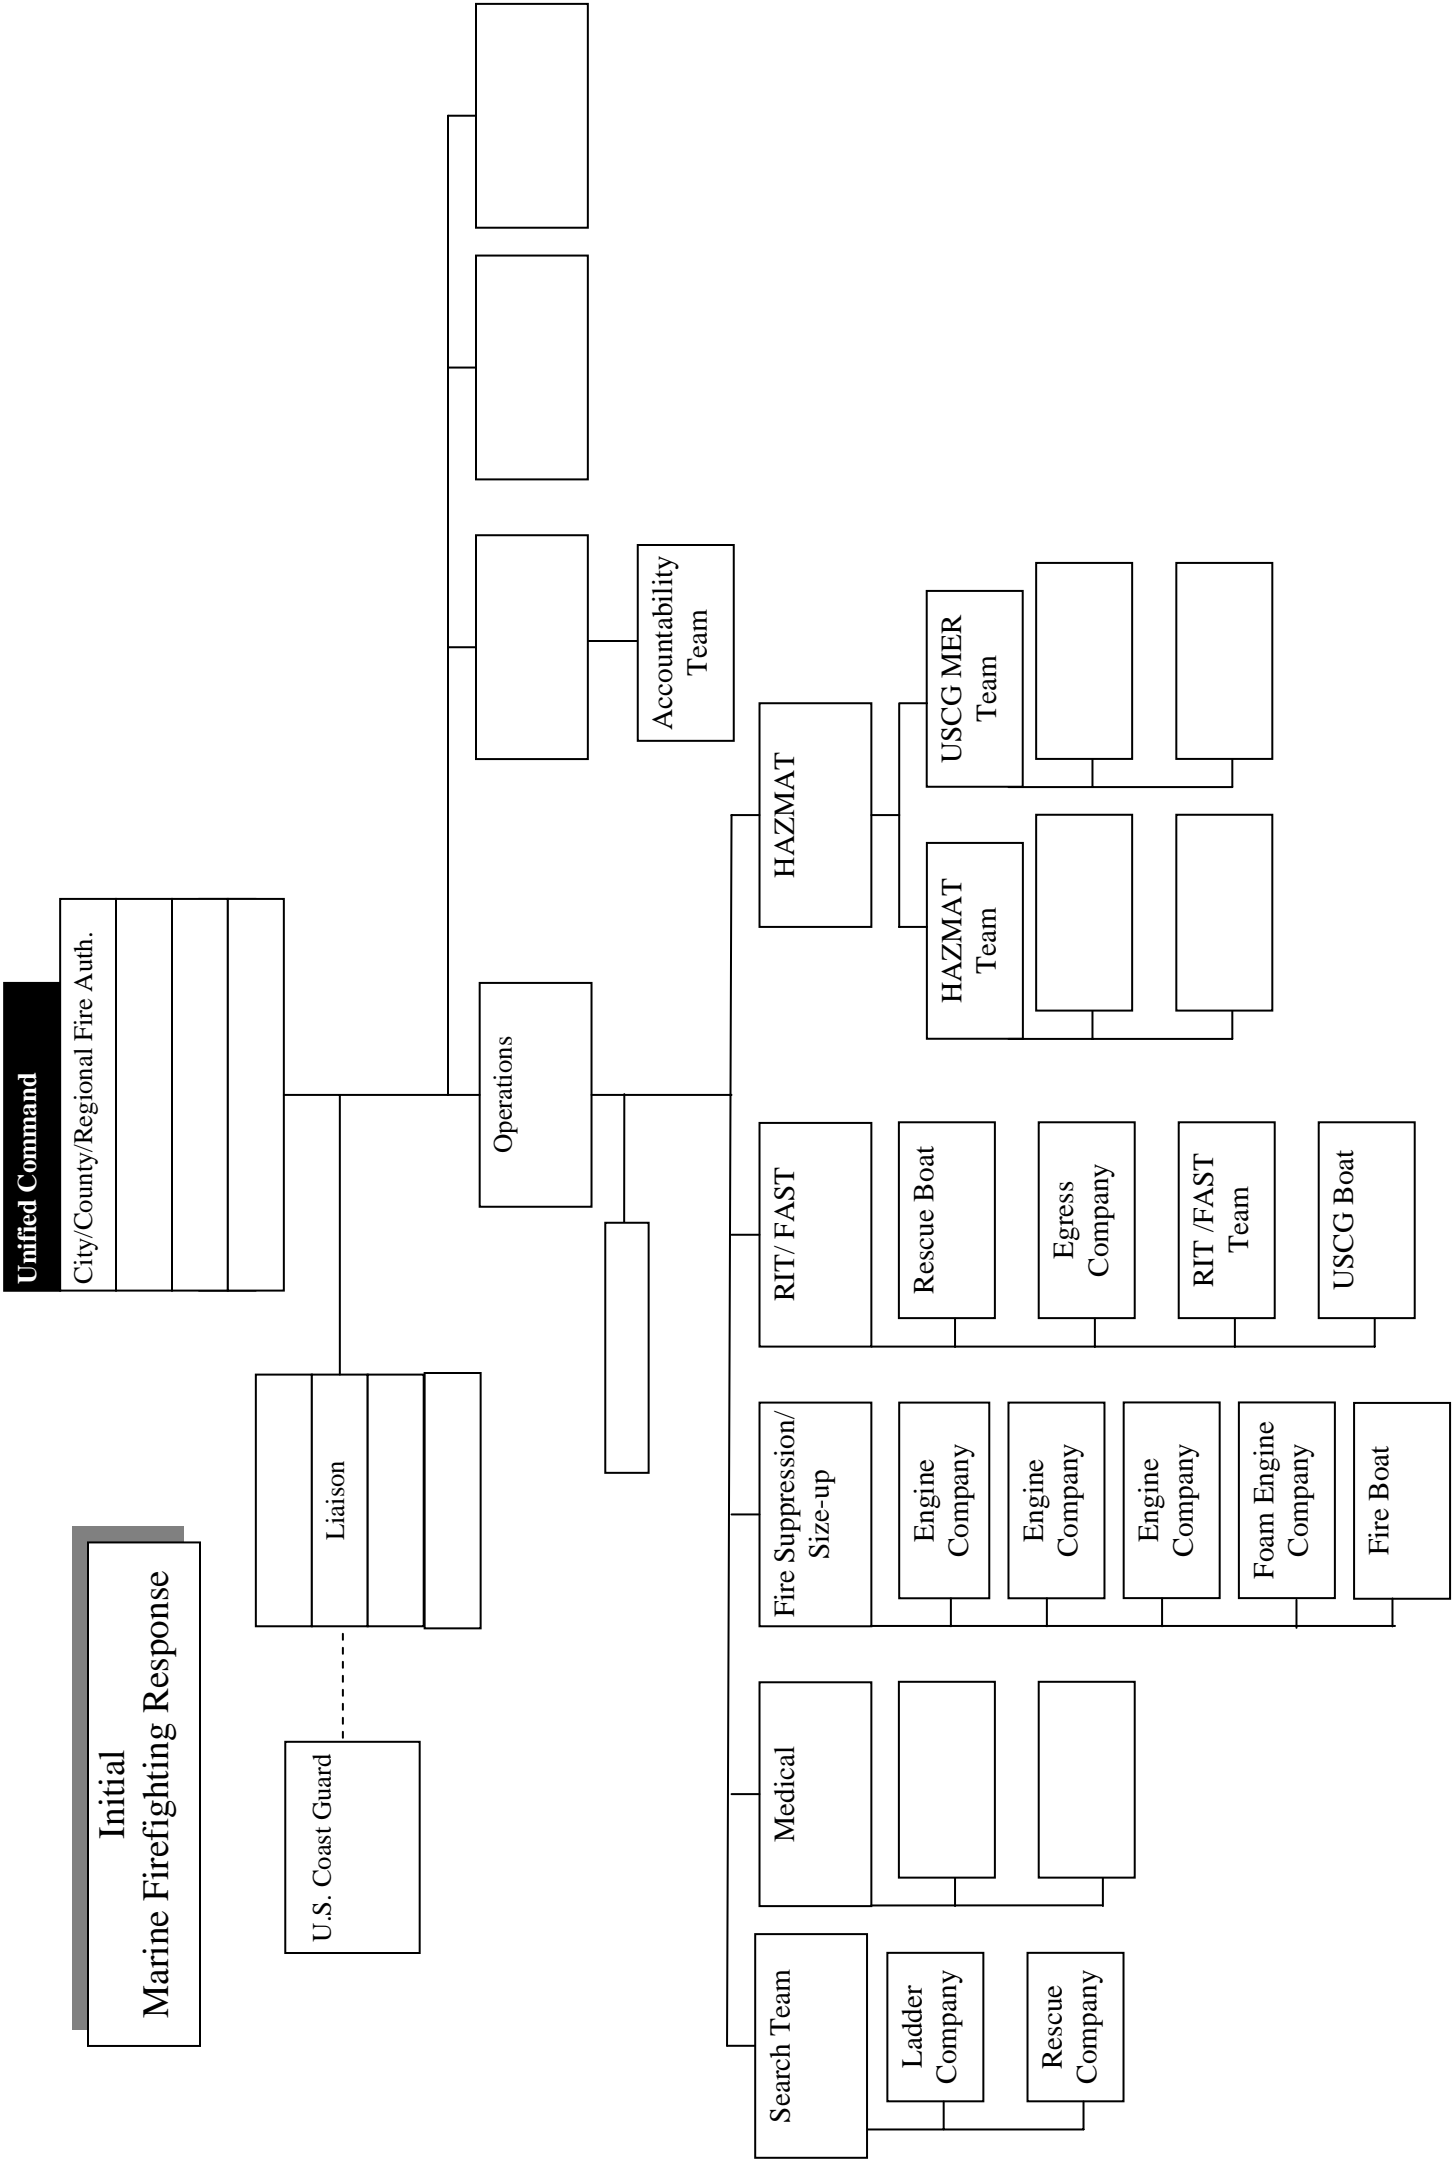 Initial
Marine Firefighting Response
Unified Command
City/County/Regional Fire Auth.
U.S. Coast Guard
Liaison
Operations
Accountability
Team
Search Team
Ladder
Company
Rescue
Company
Medical
Fire Suppression/
Size-up
Engine
Company
Engine
Company
Engine
Company
Foam Engine
Company
Fire Boat
RIT/ FAST
Rescue Boat
Egress
Company
RIT /FAST
Team
USCG Boat
HAZMAT
HAZMAT
Team
USCG MER
Team